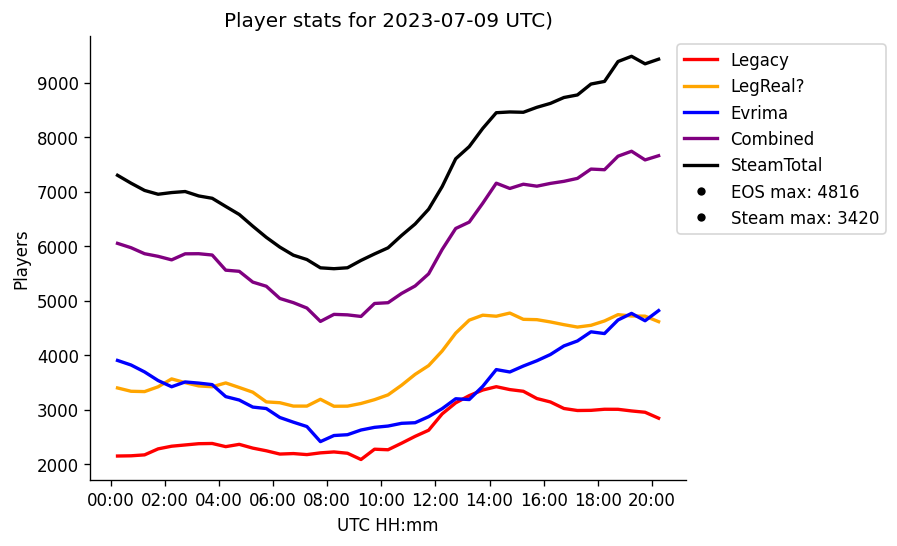 Player stats for 2023-07-09 UTC)
Players
9000
8000
7000
6000
5000
4000
3000
2000
00:00 02:00 04:00 06:00 08:00 10:00 12:00 14:00 16:00 18:00 20:00
UTC HH:mm
Legacy
LegReal?
Evrima
Combined
SteamTotal
EOS max: 4816
Steam max: 3420